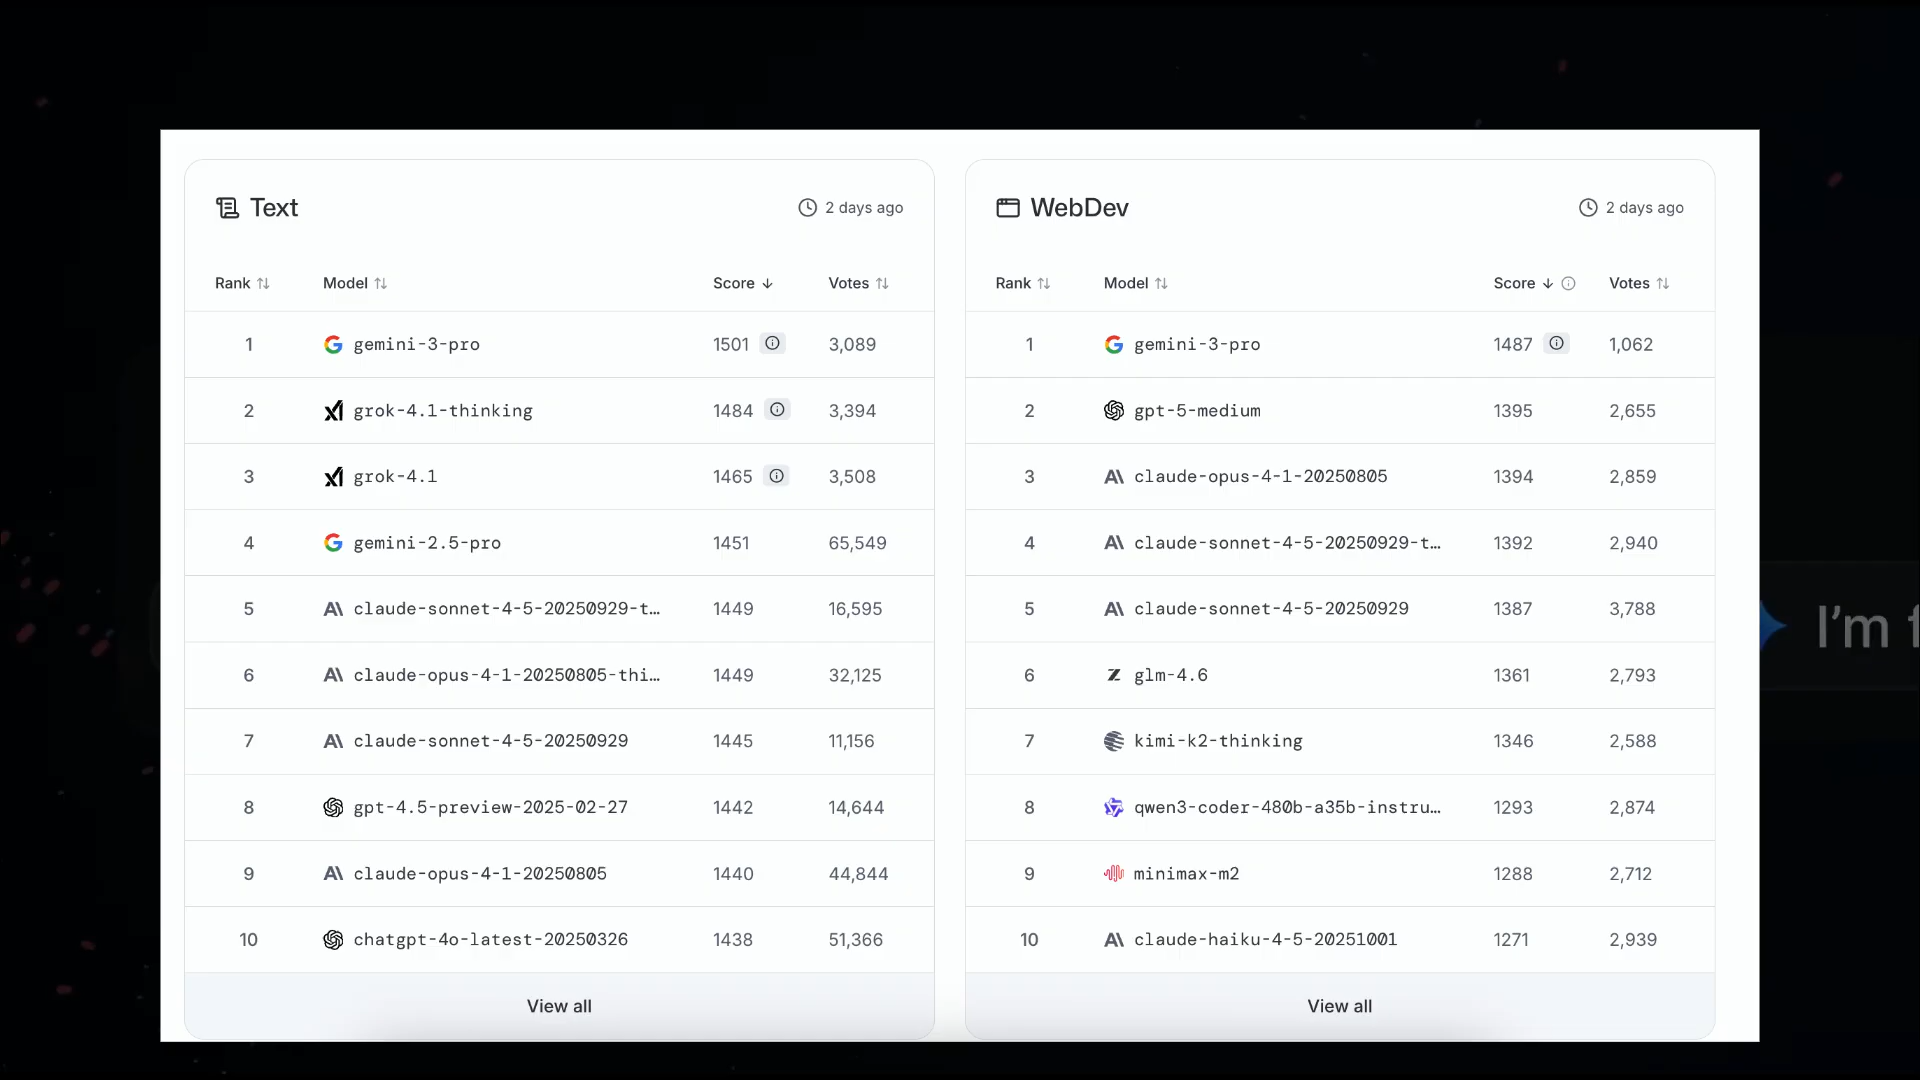 Text
2 days ago
Rank Model Score Votes
1 gemini-3-pro 1501 3,089
2 grok-4.1-thinking 1484 3,394
3 grok-4.1 1465 3,508
4 gemini-2.5-pro 1451 65,549
5 claude-sonnet-4-5-20250929-t… 1449 16,595
6 claude-opus-4-1-20250805-thi… 1449 32,125
7 claude-sonnet-4-5-20250929 1445 11,156
8 gpt-4.5-preview-2025-02-27 1442 14,644
9 claude-opus-4-1-20250805 1440 44,844
10 chatgpt-4o-latest-20250326 1438 51,366
View all
WebDev
2 days ago
Rank Model Score Votes
1 gemini-3-pro 1487 1,062
2 gpt-5-medium 1395 2,655
3 claude-opus-4-1-20250805 1394 2,859
4 claude-sonnet-4-5-20250929-t… 1392 2,940
5 claude-sonnet-4-5-20250929 1387 3,788
6 glm-4.6 1361 2,793
7 kimi-k2-thinking 1346 2,588
8 qwen3-coder-480b-a35b-instru… 1293 2,874
9 minimax-m2 1288 2,712
10 claude-haiku-4-5-20251001 1271 2,939
View all
I'm